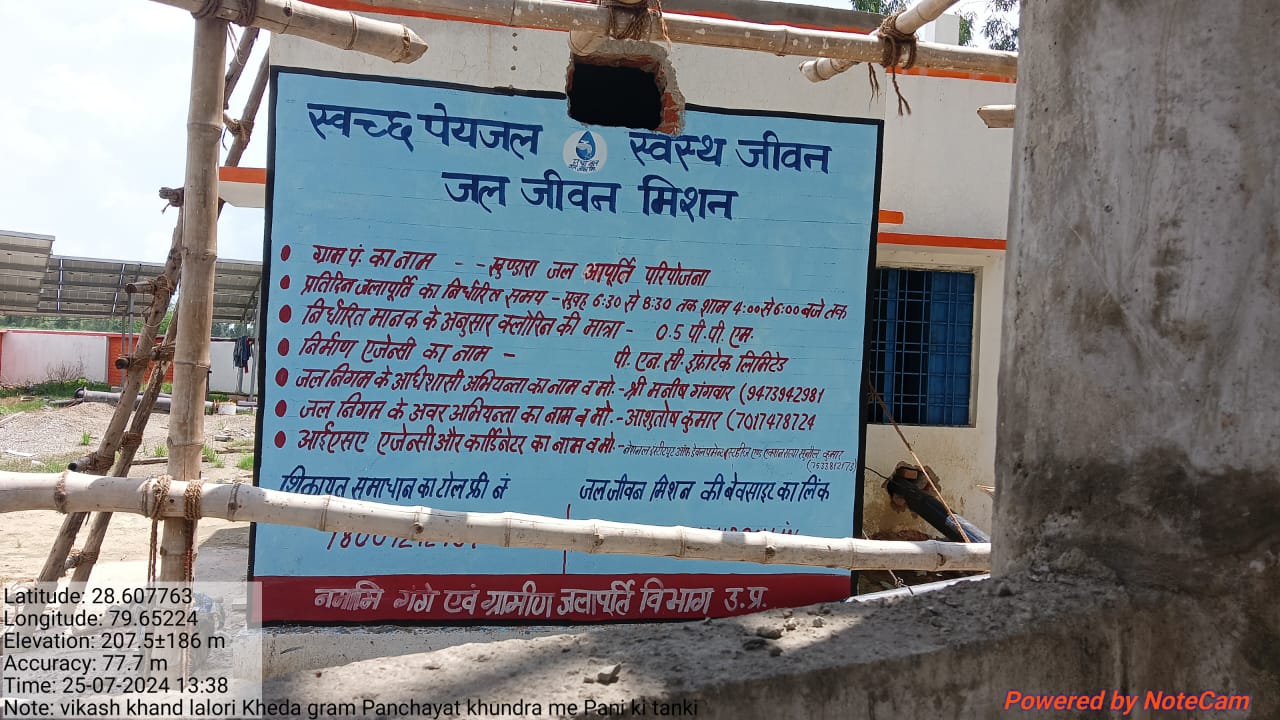 स्वच्छ पेयजल स्वस्थ जीवन
जल जीवन मिशन
ग्राम पं. का नाम - - खुण्डारा जल आपूर्ति परियोजना
प्रतिदिन जलापूर्ति का निर्धारित समय - सुबह 6:30 से 8:30 तक शाम 4:00 से 6:00 बजे तक
निर्धारित मानक के अनुसार क्लोरिन की मात्रा - 0.5 पी.पी. एम.
निर्माण एजेन्सी का नाम - पी. एन. सी. इंफ्राटेक लिमिटेड
जल निगम के अधिशासी अभियन्ता का नाम व मो. - श्री मनीष गंगवार (9473942981
जल निगम के अवर अभियन्ता का नाम व मो. - आशुतोष कुमार (7017478724
आईएसए एजेन्सी और कार्डिनेटर का नाम व मो. - सुनील कुमार
शिकायत समाधान का टोल फ्री नं जल जीवन मिशन की बेवसाइट का लिंक
नमामि गंगे एवं ग्रामीण जलापूर्ति विभाग उ.प्र.
Latitude: 28.607763
Longitude: 79.65224
Elevation: 207.5±186 m
Accuracy: 77.7 m
Time: 25-07-2024 13:38
Note: vikash khand lalori Kheda gram Panchayat khundra me Pani ki tanki
Powered by NoteCam